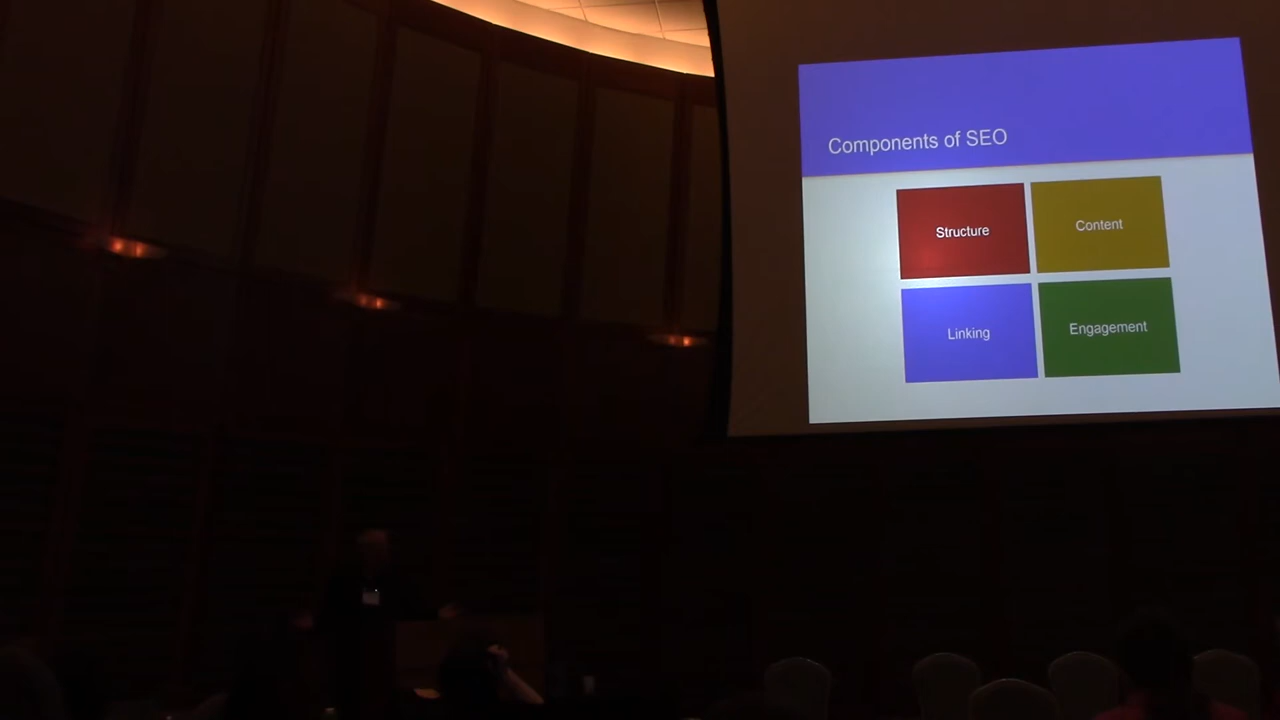 Components of SEO
Structure
Content
Linking
Engagement